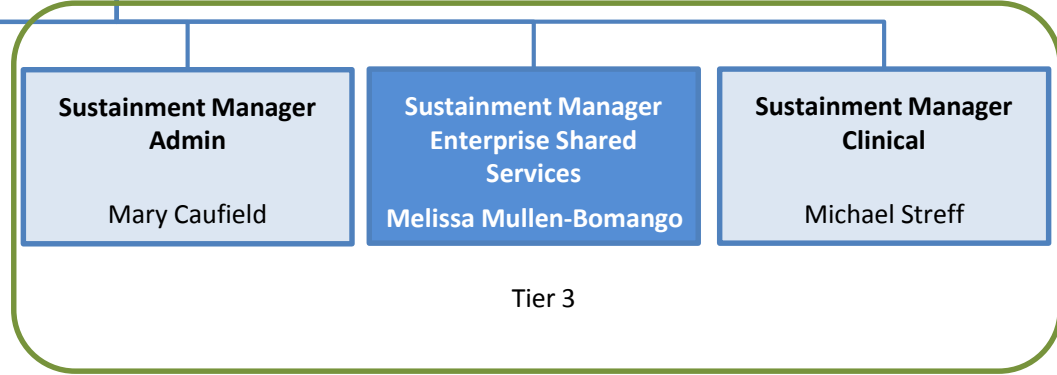 Sustainment Manager
Admin
Mary Caufield
Sustainment Manager
Enterprise Shared
Services
Melissa Mullen-Bomango
Sustainment Manager
Clinical
Michael Streff
Tier 3